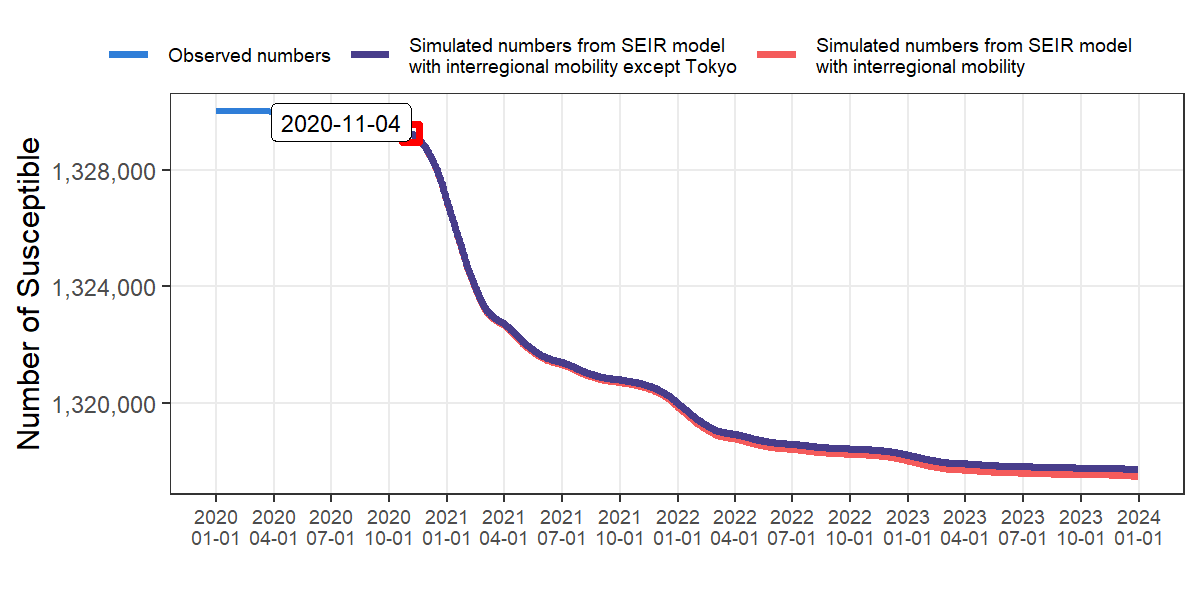 Observed numbers
Simulated numbers from SEIR model
with interregional mobility except Tokyo
Simulated numbers from SEIR model
with interregional mobility
2020-11-04
Number of Susceptible
1,328,000
1,324,000
1,320,000
2020 2020 2020 2020 2021 2021 2021 2021 2022 2022 2022 2022 2023 2023 2023 2023 2024
01-01 04-01 07-01 10-01 01-01 04-01 07-01 10-01 01-01 04-01 07-01 10-01 01-01 04-01 07-01 10-01 01-01